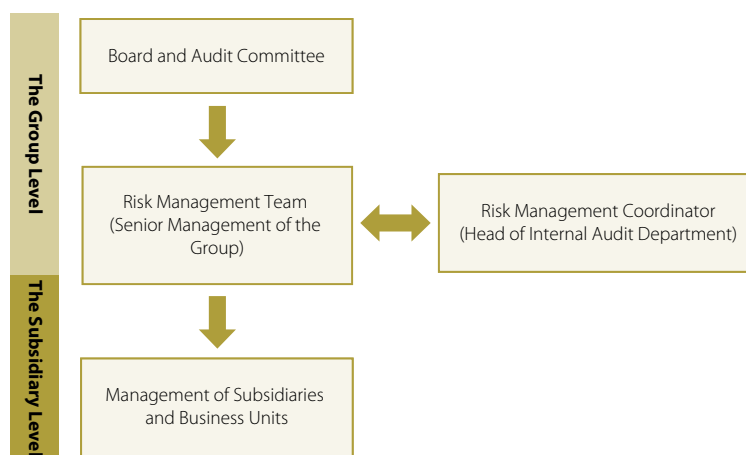 The Group Level
Board and Audit Committee
Risk Management Team
(Senior Management of the
Group)
Risk Management Coordinator
(Head of Internal Audit Department)
The Subsidiary Level
Management of Subsidiaries
and Business Units